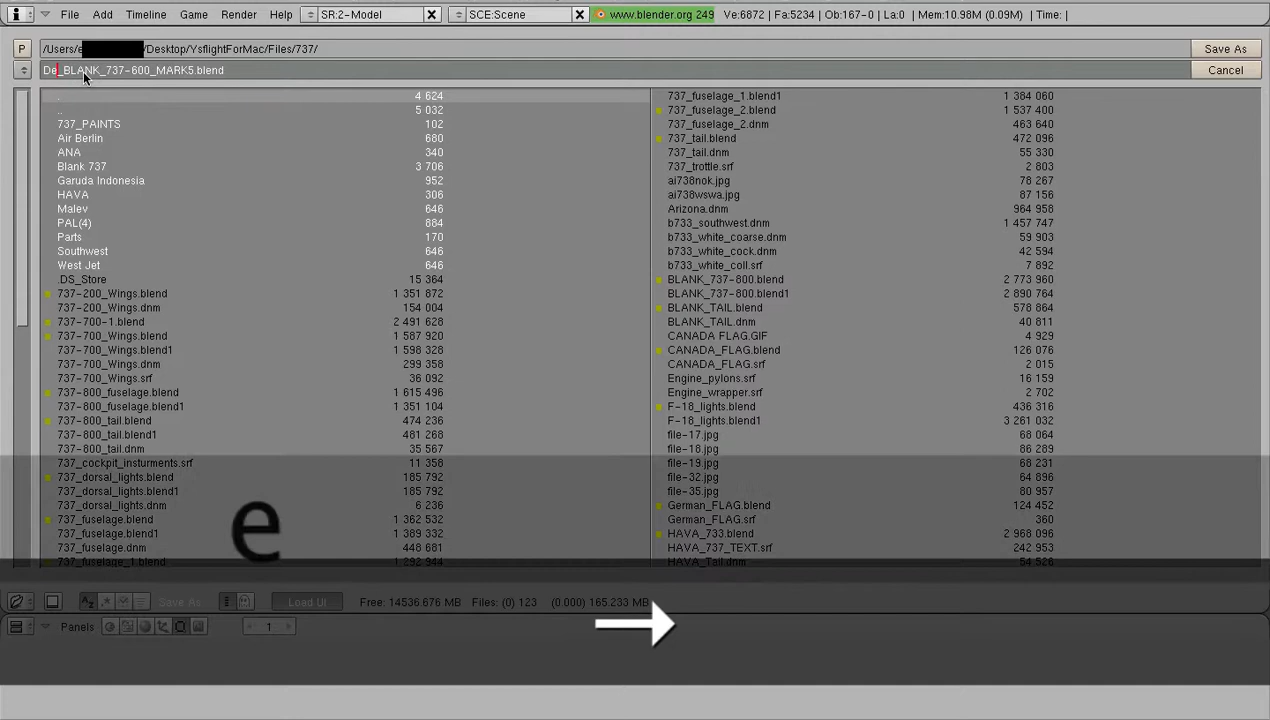 File Add Timeline Game Render Help SR:2-Model SCE:Scene www.blender.org 249 Ve:6872 | Fa:5234 | Ob:167-0 | La:0 | Mem:10.98M (0.09M) | Time: |
P /Users/e /Desktop/YsflightForMac/Files/737/ Save As
De_BLANK_737-600_MARK5.blend Cancel
. 4 624
.. 5 032
737_PAINTS 102
Air Berlin 680
ANA 340
Blank 737 3 706
Garuda Indonesia 952
HAVA 306
Malev 646
PAL(4) 884
Parts 170
Southwest 646
West Jet 646
.DS_Store 15 364
737-200_Wings.blend 1 351 872
737-200_Wings.dnm 154 004
737-700-1.blend 2 491 628
737-700_Wings.blend 1 587 920
737-700_Wings.blend1 1 598 328
737-700_Wings.dnm 299 358
737-700_Wings.srf 36 092
737-800_fuselage.blend 1 615 496
737-800_fuselage.blend1 1 351 104
737-800_tail.blend 474 236
737-800_tail.blend1 481 268
737-800_tail.dnm 35 567
737_cockpit_insturments.srf 11 358
737_dorsal_lights.blend 185 792
737_dorsal_lights.blend1 185 792
737_dorsal_lights.dnm 6 236
737_fuselage.blend 1 362 532
737_fuselage.blend1 1 389 332
737_fuselage.dnm 448 681
737_fuselage_1.blend 1 292 944
737_fuselage_1.blend1 1 384 060
737_fuselage_2.blend 1 537 400
737_fuselage_2.dnm 463 640
737_tail.blend 472 096
737_tail.dnm 55 330
737_trottle.srf 2 803
ai738nok.jpg 78 267
ai738wswa.jpg 87 156
Arizona.dnm 964 958
b733_southwest.dnm 1 457 747
b733_white_coarse.dnm 59 903
b733_white_cock.dnm 42 594
b733_white_coll.srf 7 892
BLANK_737-800.blend 2 773 960
BLANK_737-800.blend1 2 890 764
BLANK_TAIL.blend 578 864
BLANK_TAIL.dnm 40 811
CANADA FLAG.GIF 4 929
CANADA_FLAG.blend 126 076
CANADA_FLAG.srf 2 015
Engine_pylons.srf 16 159
Engine_wrapper.srf 2 702
F-18_lights.blend 436 316
F-18_lights.blend1 3 261 032
file-17.jpg 68 064
file-18.jpg 86 289
file-19.jpg 68 231
file-32.jpg 64 896
file-35.jpg 80 957
German_FLAG.blend 124 452
German_FLAG.srf 360
HAVA_733.blend 2 968 096
HAVA_737_TEXT.srf 242 953
HAVA_Tail.dnm 54 526
e
Save As Load UI Free: 14536.676 MB Files: (0) 123 (0.000) 165.233 MB
Panels 1